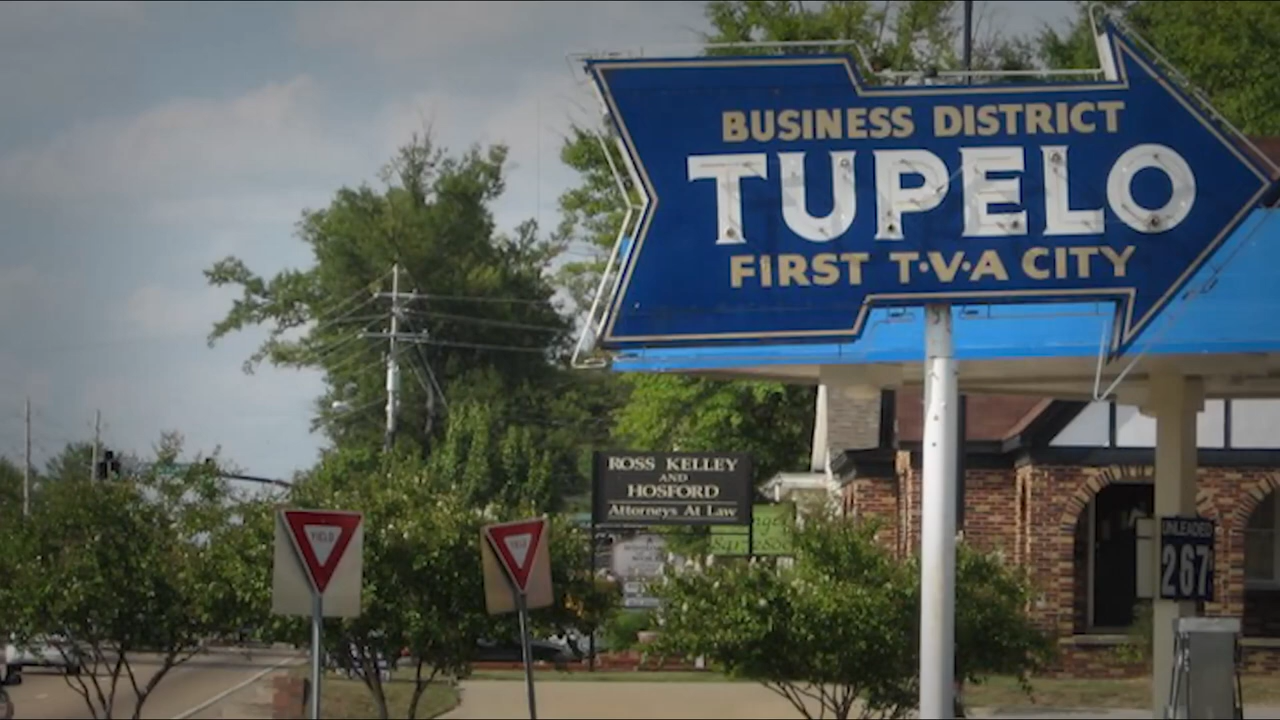 BUSINESS DISTRICT
TUPELO
FIRST T·V·A CITY
ROSS KELLEY
AND
HOSFORD
Attorneys At Law
YIELD
YIELD
UNLEADED
267